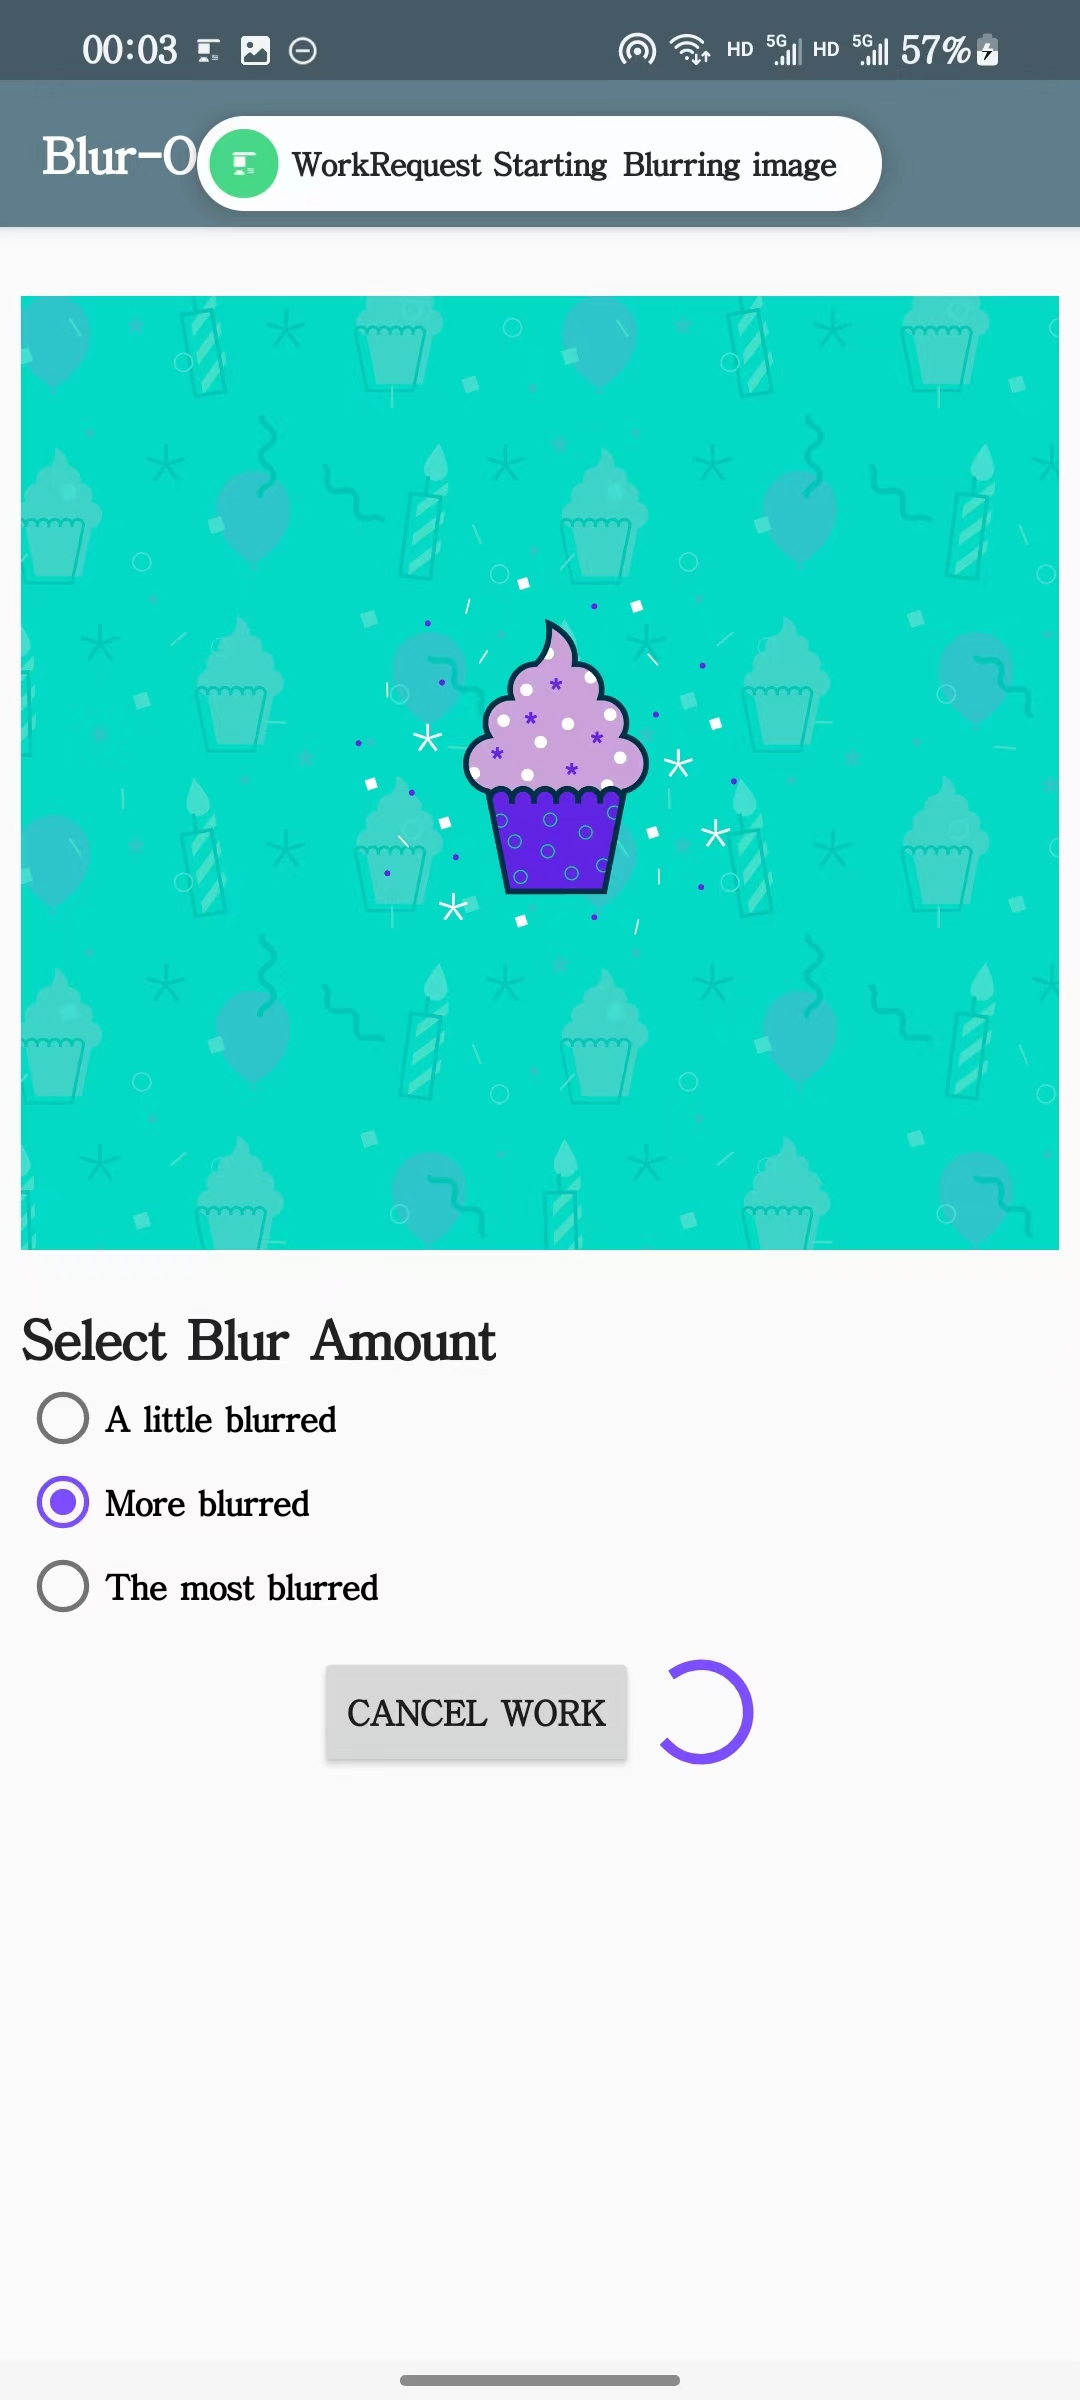 00:03 HD 5G HD 5G 57%
Blur-O
WorkRequest Starting Blurring image
Select Blur Amount
A little blurred
More blurred
The most blurred
CANCEL WORK